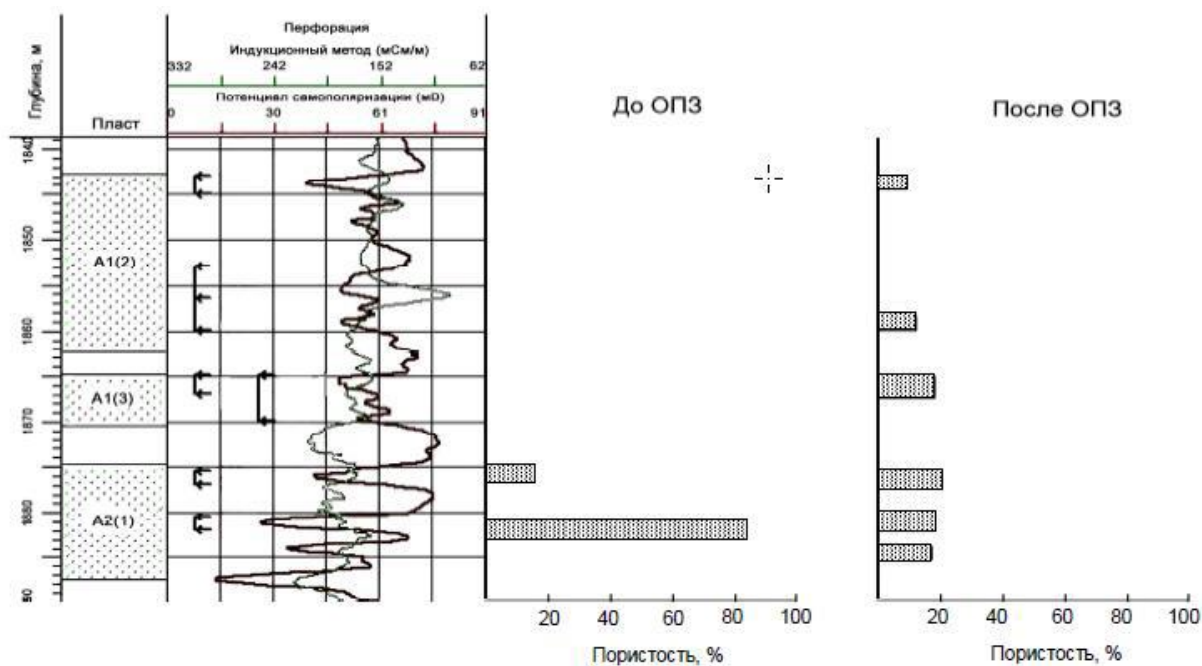 Перфорация
Индукционный метод (мСм/м)
332 242 152 62
Потенциал самополяризации (мD)
0 30 61 91
Глубина, м
Пласт
До ОПЗ
После ОПЗ
1840
1850
A1(2)
1860
A1(3)
1870
1880
A2(1)
90
20 40 60 80 100
Пористость, %
20 40 60 80 100
Пористость, %